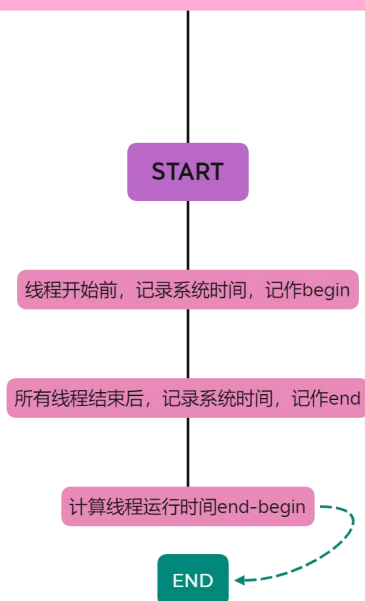 START
线程开始前，记录系统时间，记作begin
所有线程结束后，记录系统时间，记作end
计算线程运行时间end-begin
END